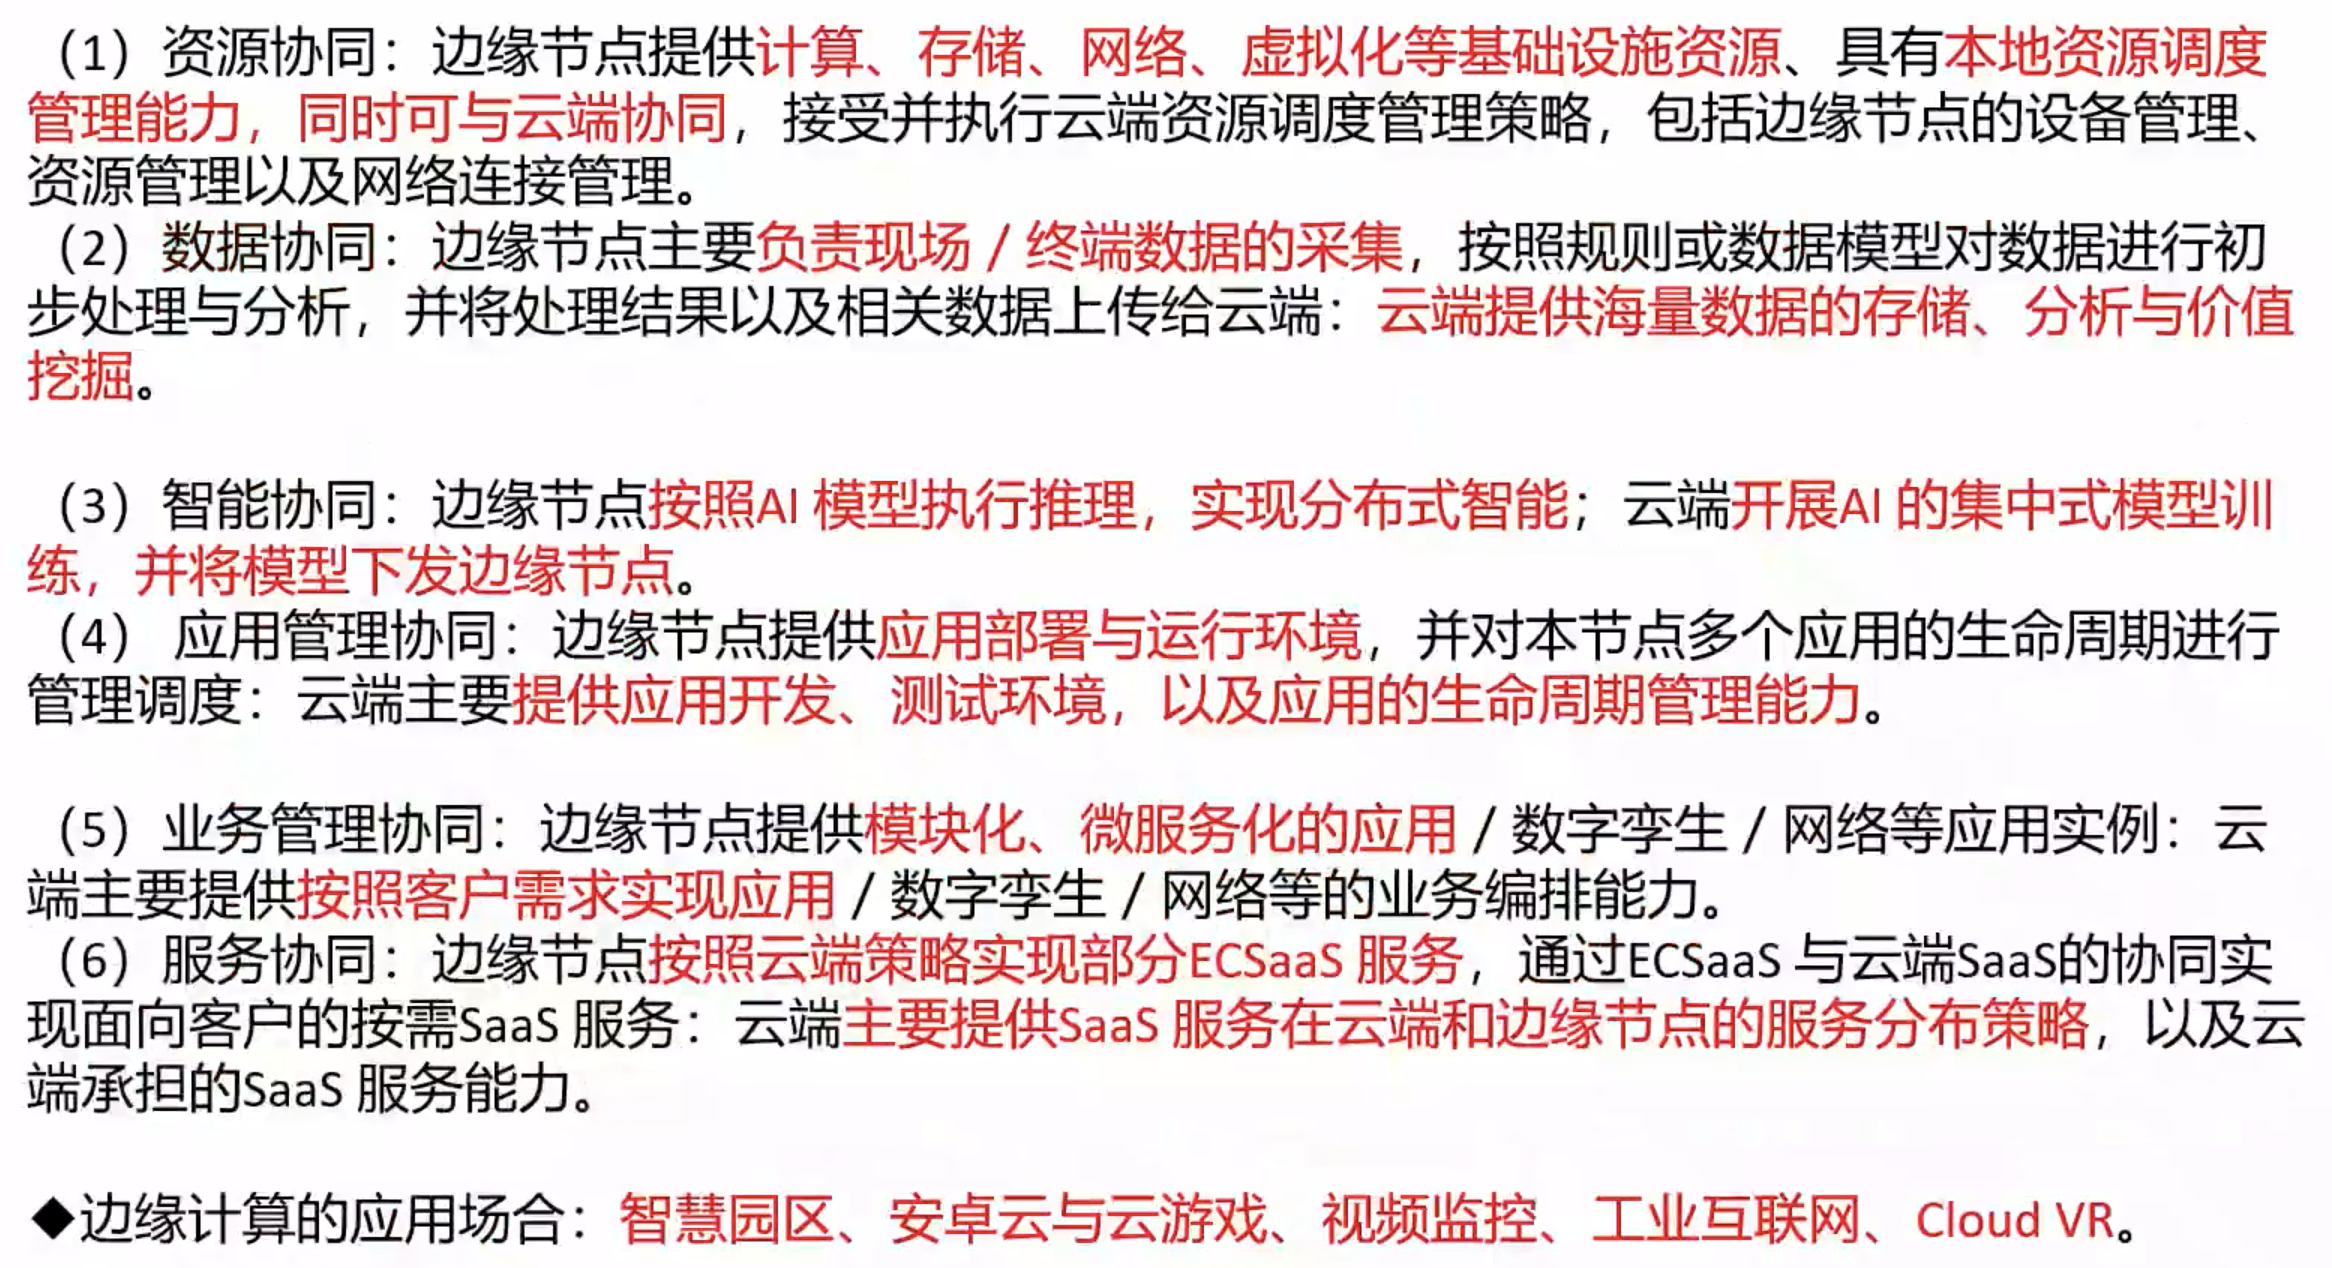 （1）资源协同：边缘节点提供计算、存储、网络、虚拟化等基础设施资源、具有本地资源调度
管理能力，同时可与云端协同，接受并执行云端资源调度管理策略，包括边缘节点的设备管理、
资源管理以及网络连接管理。
（2）数据协同：边缘节点主要负责现场 / 终端数据的采集，按照规则或数据模型对数据进行初
步处理与分析，并将处理结果以及相关数据上传给云端：云端提供海量数据的存储、分析与价值
挖掘。
（3）智能协同：边缘节点按照AI 模型执行推理，实现分布式智能；云端开展AI 的集中式模型训
练，并将模型下发边缘节点。
（4） 应用管理协同：边缘节点提供应用部署与运行环境，并对本节点多个应用的生命周期进行
管理调度：云端主要提供应用开发、测试环境，以及应用的生命周期管理能力。
（5）业务管理协同：边缘节点提供模块化、微服务化的应用 / 数字孪生 / 网络等应用实例：云
端主要提供按照客户需求实现应用 / 数字孪生 / 网络等的业务编排能力。
（6）服务协同：边缘节点按照云端策略实现部分ECSaaS 服务，通过ECSaaS 与云端SaaS的协同实
现面向客户的按需SaaS 服务：云端主要提供SaaS 服务在云端和边缘节点的服务分布策略，以及云
端承担的SaaS 服务能力。
◆边缘计算的应用场合：智慧园区、安卓云与云游戏、视频监控、工业互联网、Cloud VR。